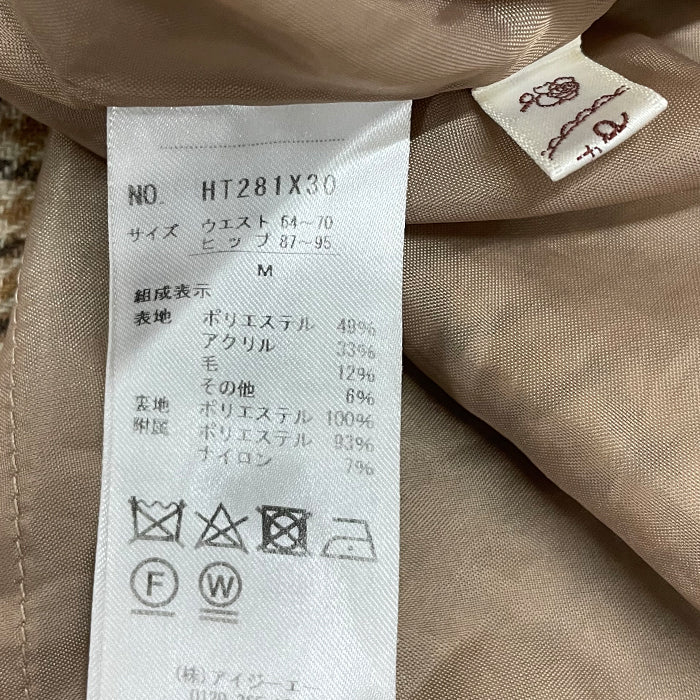 NO. HT281X30
サイズ ウエスト 64～70
ヒップ 87～95
M
組成表示
表地 ポリエステル 49%
アクリル 33%
毛 12%
その他 6%
裏地 ポリエステル 100%
附属 ポリエステル 93%
ナイロン 7%
F W
(株)アイジーエー